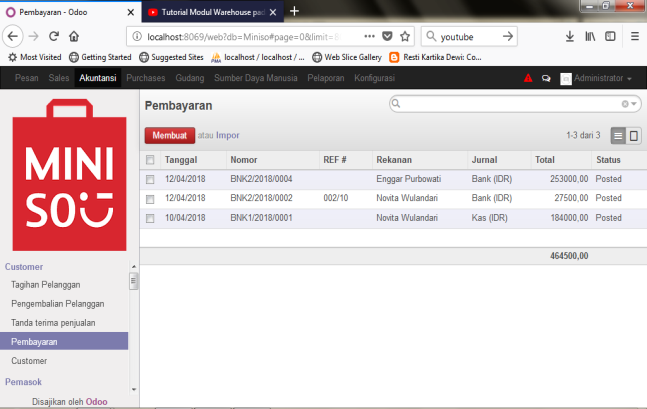 Pembayaran - Odoo
Tutorial Modul Warehouse pad
localhost:8069/web?db=Miniso#page=0&limit=8
youtube
Most Visited Getting Started Suggested Sites localhost / localhost / ... Web Slice Gallery Resti Kartika Dewi: Co...
Pesan Sales Akuntansi Purchases Gudang Sumber Daya Manusia Pelaporan Konfigurasi Administrator
MINI
SO
Pembayaran
Membuat atau Impor
1-3 dari 3
Tanggal Nomor REF # Rekanan Jurnal Total Status
12/04/2018 BNK2/2018/0004 Enggar Purbowati Bank (IDR) 253000,00 Posted
12/04/2018 BNK2/2018/0002 002/10 Novita Wulandari Bank (IDR) 27500,00 Posted
10/04/2018 BNK1/2018/0001 Novita Wulandari Kas (IDR) 184000,00 Posted
464500,00
Customer
Tagihan Pelanggan
Pengembalian Pelanggan
Tanda terima penjualan
Pembayaran
Customer
Pemasok
Disajikan oleh Odoo